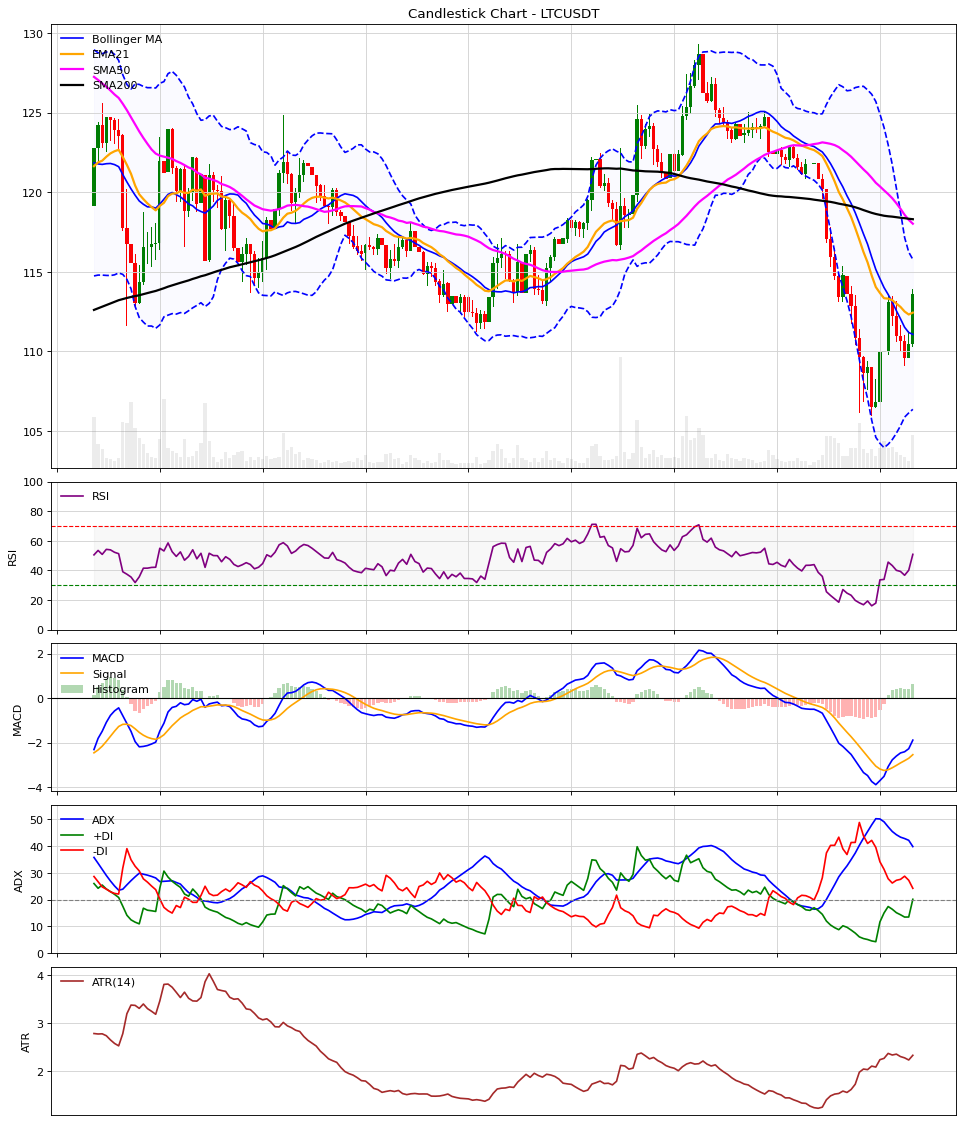 Candlestick Chart - LTCUSDT
Bollinger MA
EMA21
SMA50
SMA200
130
125
120
115
110
105
RSI
RSI
100
80
60
40
20
0
MACD
Signal
Histogram
MACD
2
0
−2
−4
ADX
+DI
-DI
ADX
50
40
30
20
10
0
ATR(14)
ATR
4
3
2